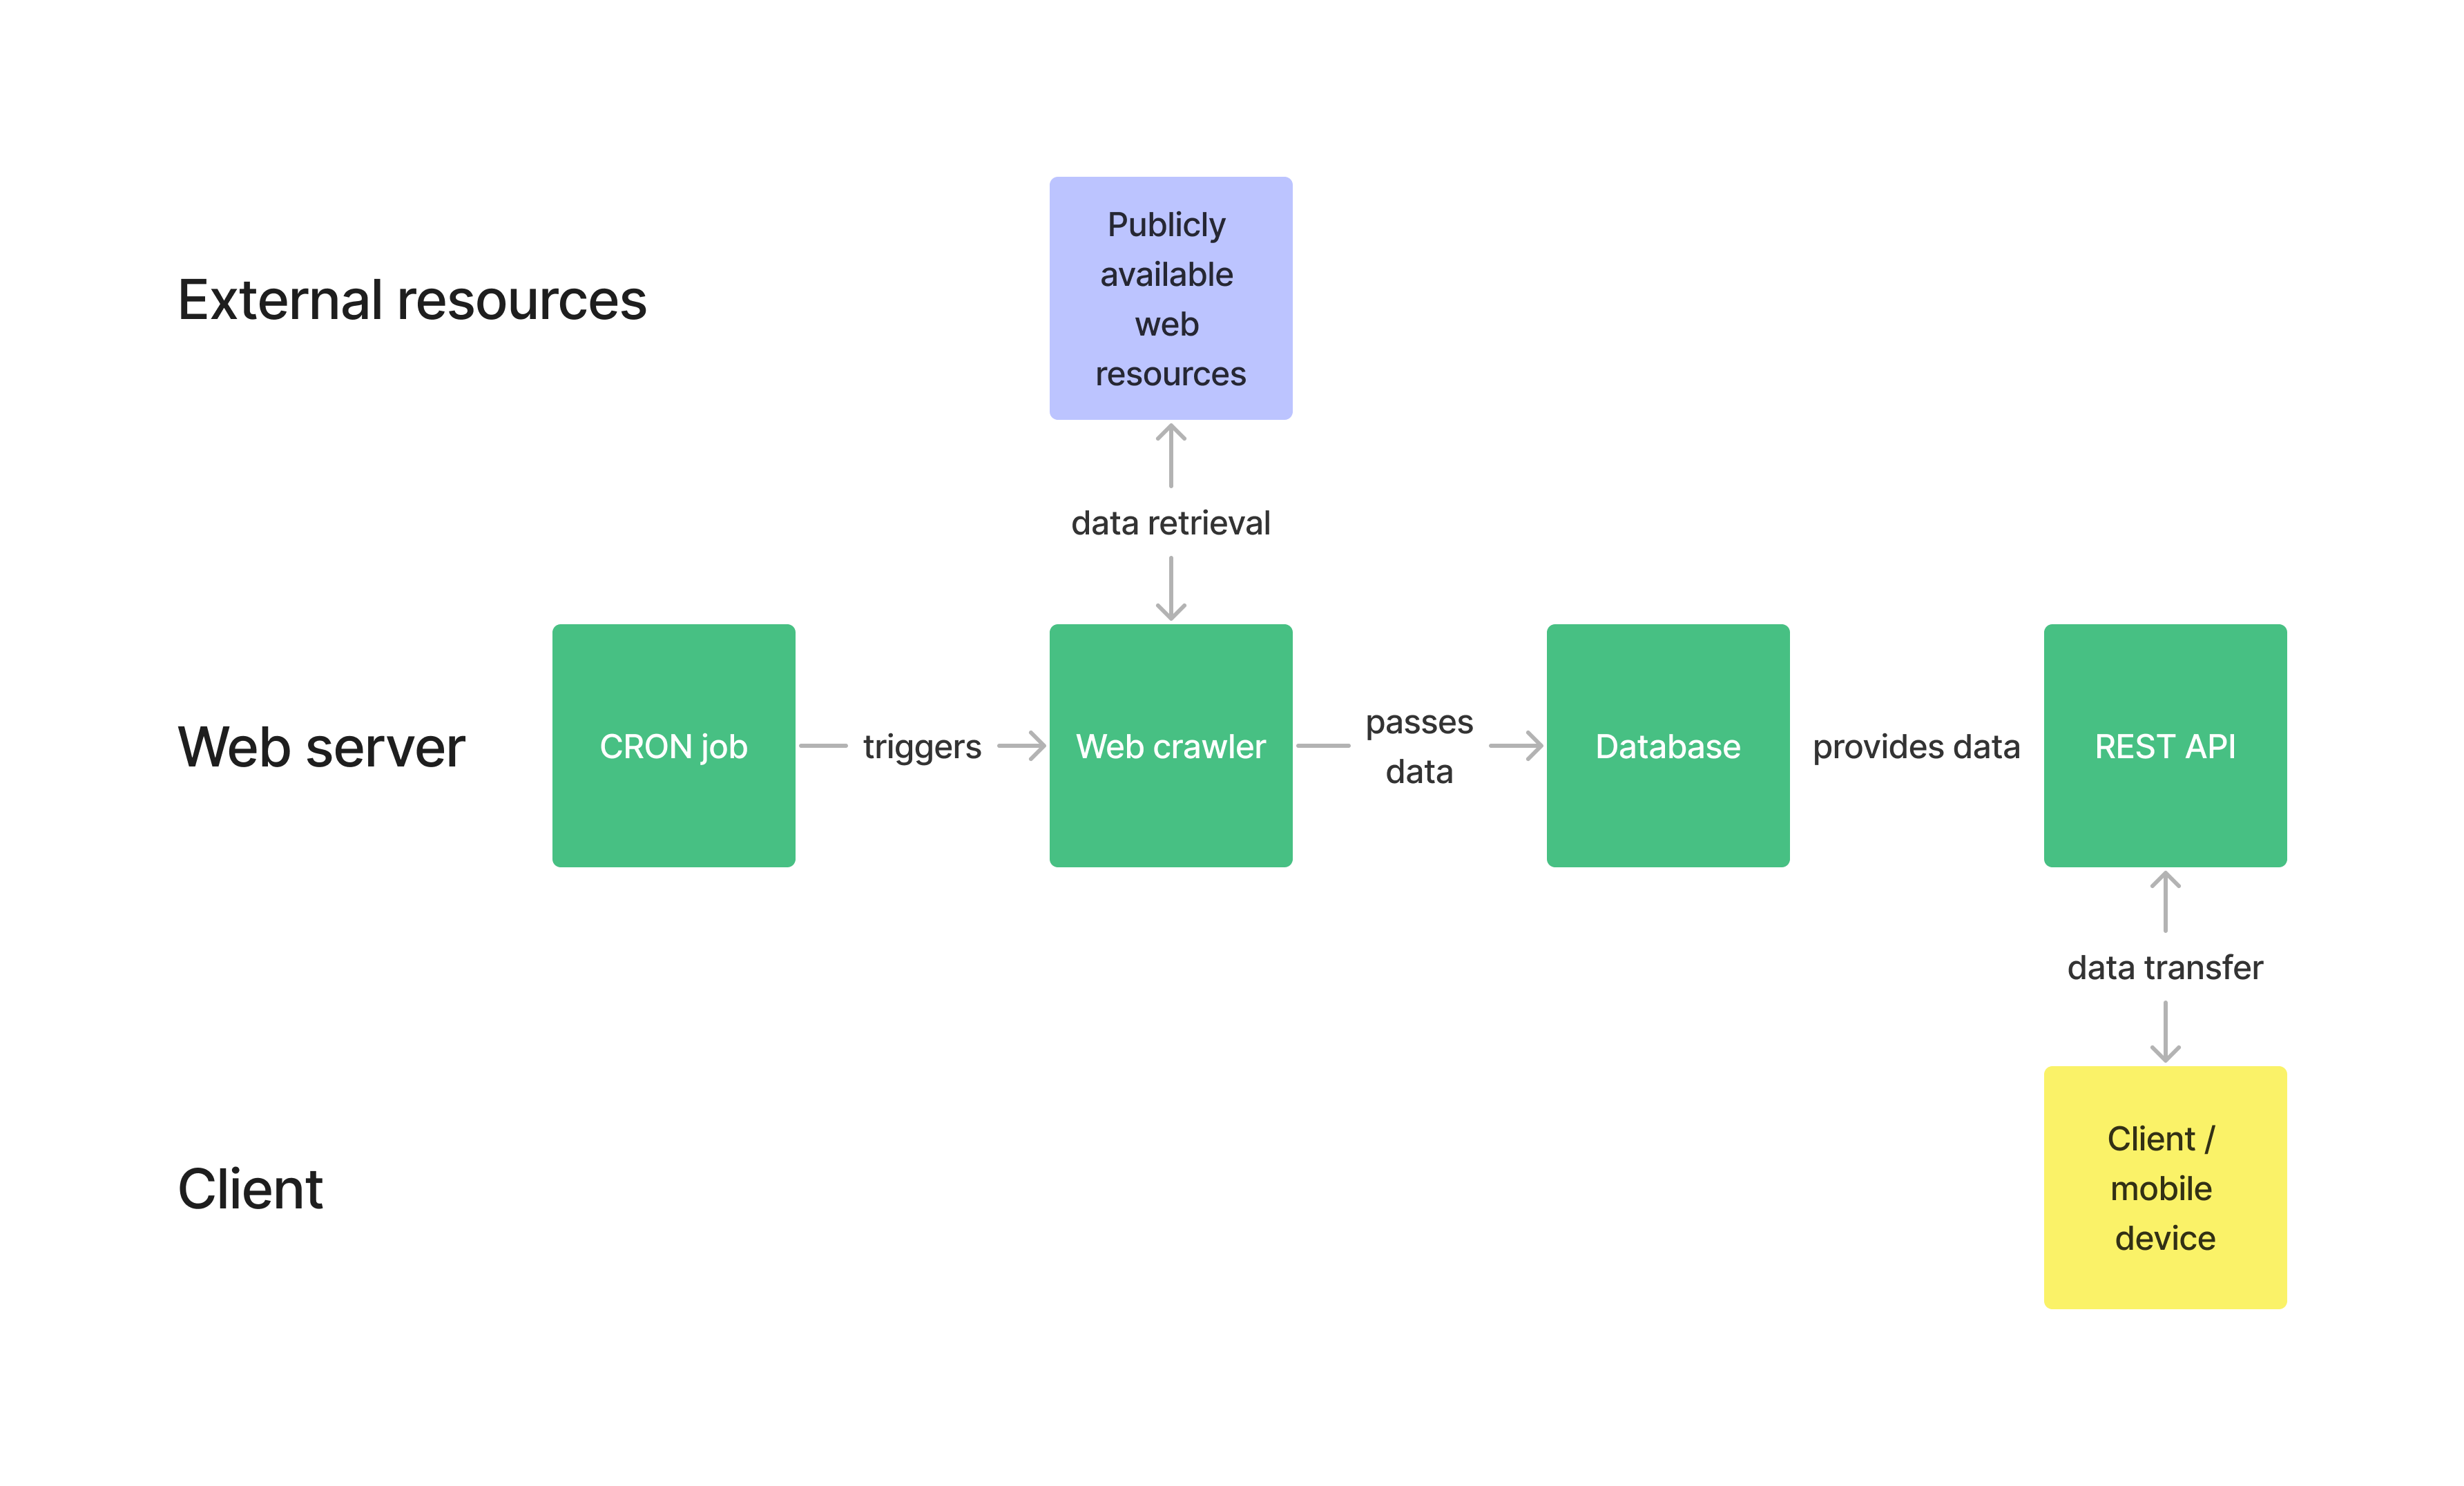 Publicly
available
web
resources
External resources
data retrieval
Web server
CRON job
triggers
Web crawler
passes
data
Database
provides data
REST API
data transfer
Client
Client /
mobile
device